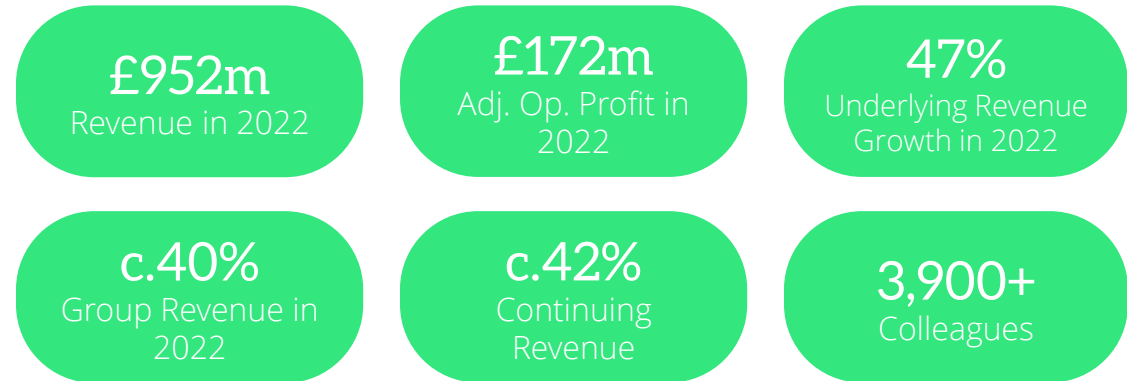 £952m
Revenue in 2022
£172m
Adj. Op. Profit in
2022
47%
Underlying Revenue
Growth in 2022
c.40%
Group Revenue in
2022
c.42%
Continuing
Revenue
3,900+
Colleagues